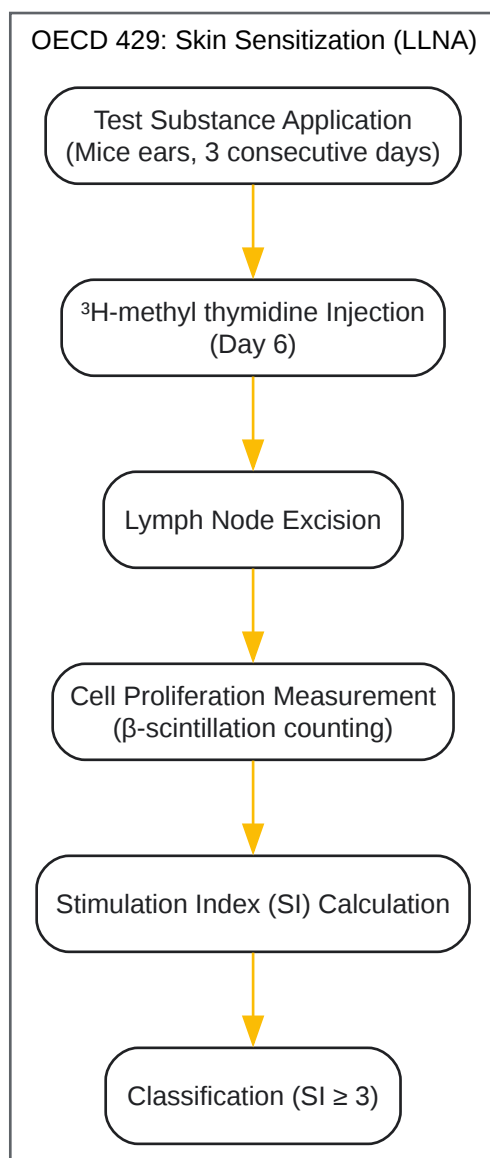 OECD 429: Skin Sensitization (LLNA)
Test Substance Application
(Mice ears, 3 consecutive days)
³H-methyl thymidine Injection
(Day 6)
Lymph Node Excision
Cell Proliferation Measurement
(β-scintillation counting)
Stimulation Index (SI) Calculation
Classification (SI ≥ 3)